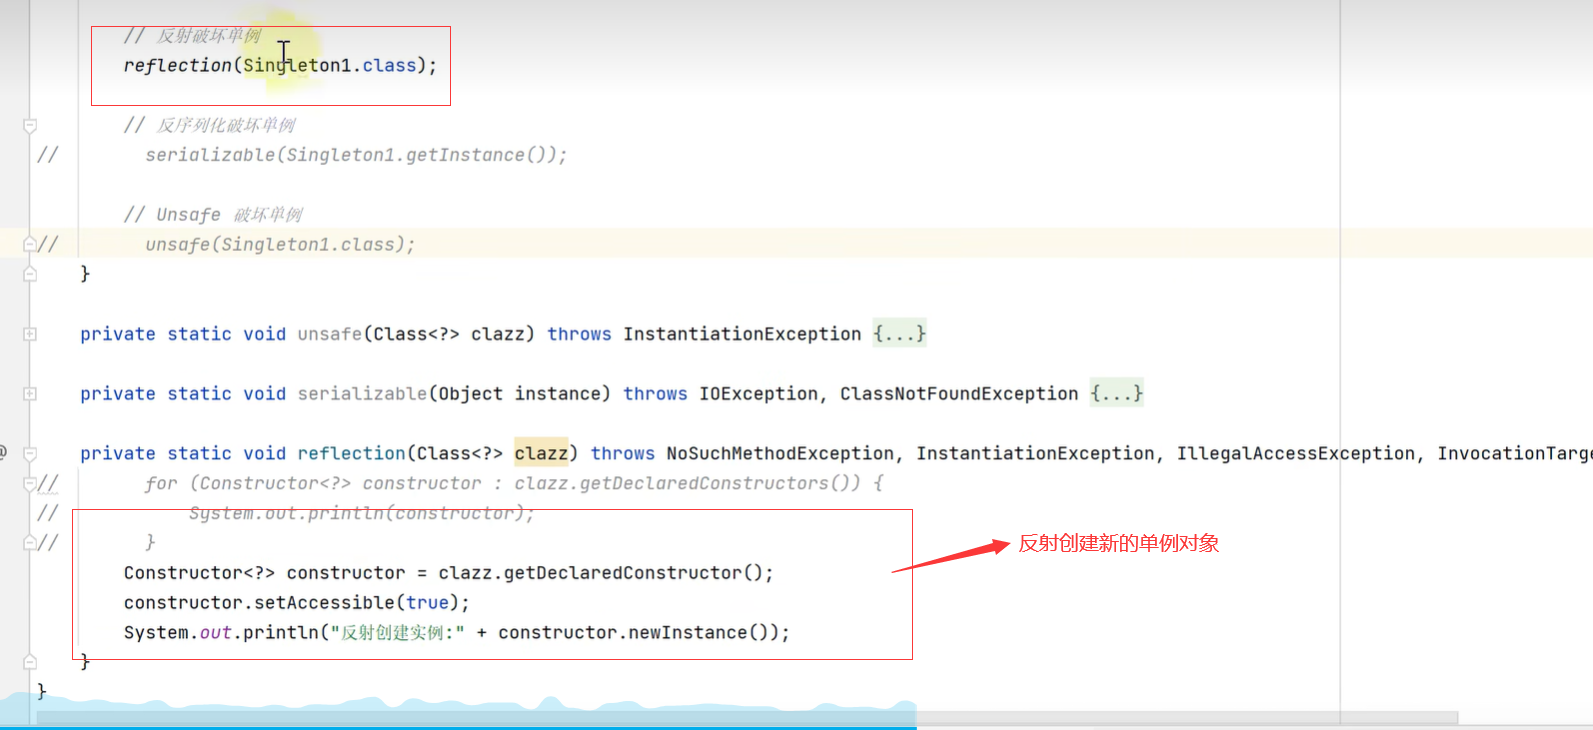 // 反射破坏单例
reflection(Singleton1.class);
// 反序列化破坏单例
// serializable(Singleton1.getInstance());
// Unsafe 破坏单例
// unsafe(Singleton1.class);
}
private static void unsafe(Class<?> clazz) throws InstantiationException {...}
private static void serializable(Object instance) throws IOException, ClassNotFoundException {...}
@ private static void reflection(Class<?> clazz) throws NoSuchMethodException, InstantiationException, IllegalAccessException, InvocationTarge
// for (Constructor<?> constructor : clazz.getDeclaredConstructors()) {
// System.out.println(constructor);
// }
反射创建新的单例对象
Constructor<?> constructor = clazz.getDeclaredConstructor();
constructor.setAccessible(true);
System.out.println("反射创建实例:" + constructor.newInstance());
}
}